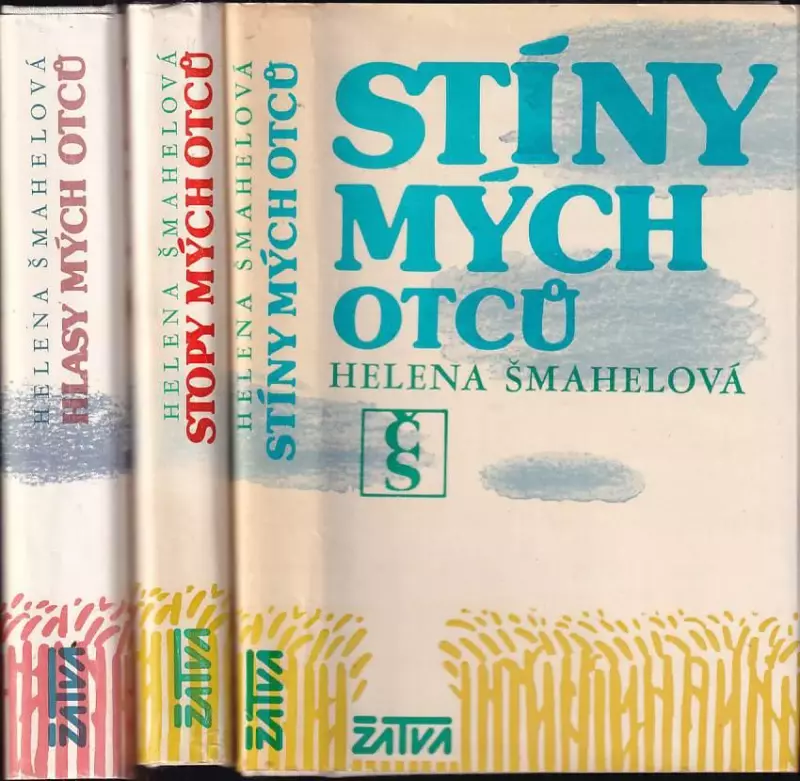 HELENA ŠMAHELOVÁ
HLASY MÝCH OTCŮ
ŽATVA
HELENA ŠMAHELOVÁ
STOPY MÝCH OTCŮ
ŽATVA
HELENA ŠMAHELOVÁ
STÍNY MÝCH OTCŮ
ŽATVA
STÍNY
MÝCH
OTCŮ
HELENA ŠMAHELOVÁ
ČS
ŽATVA